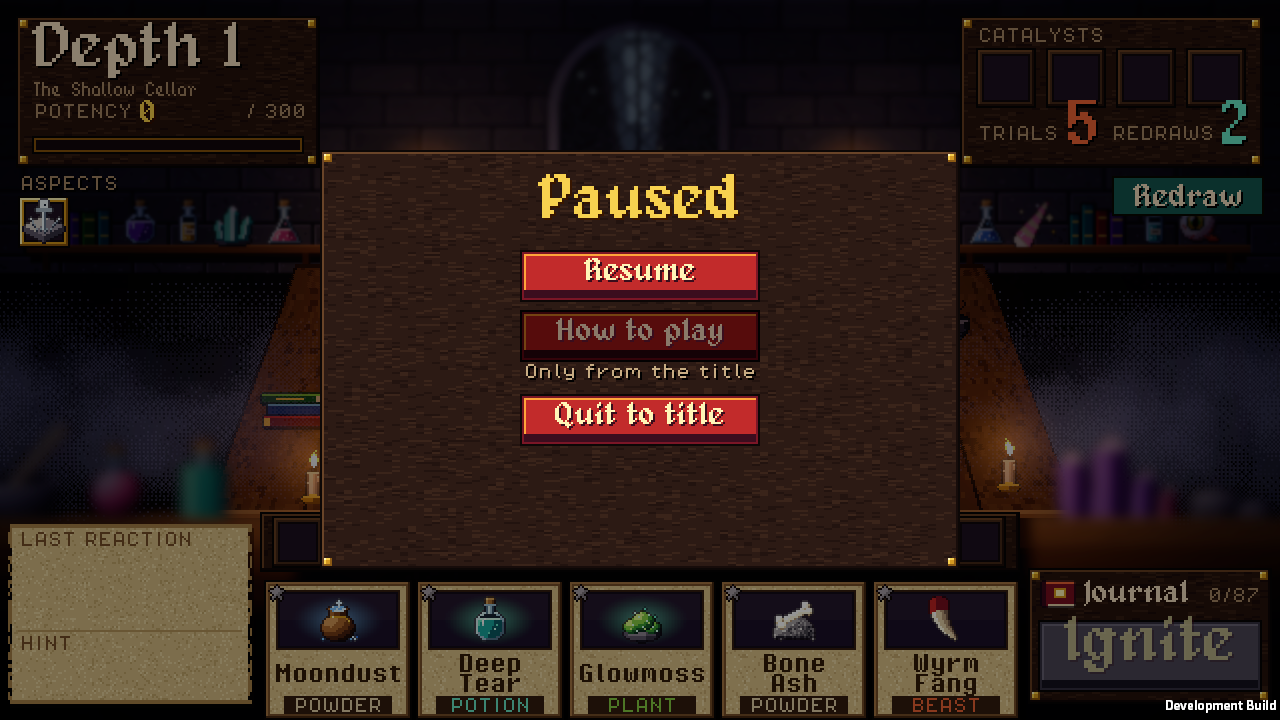 Depth 1
The Shallow Cellar
POTENCY 0 / 300
ASPECTS
CATALYSTS
TRIALS 5 REDRAWS 2
Redraw
Paused
Resume
How to play
Only from the title
Quit to title
LAST REACTION
HINT
Moondust
POWDER
Deep
Tear
POTION
Glowmoss
PLANT
Bone
Ash
POWDER
Wyrm
Fang
BEAST
Journal 0/87
Ignite
Development Build